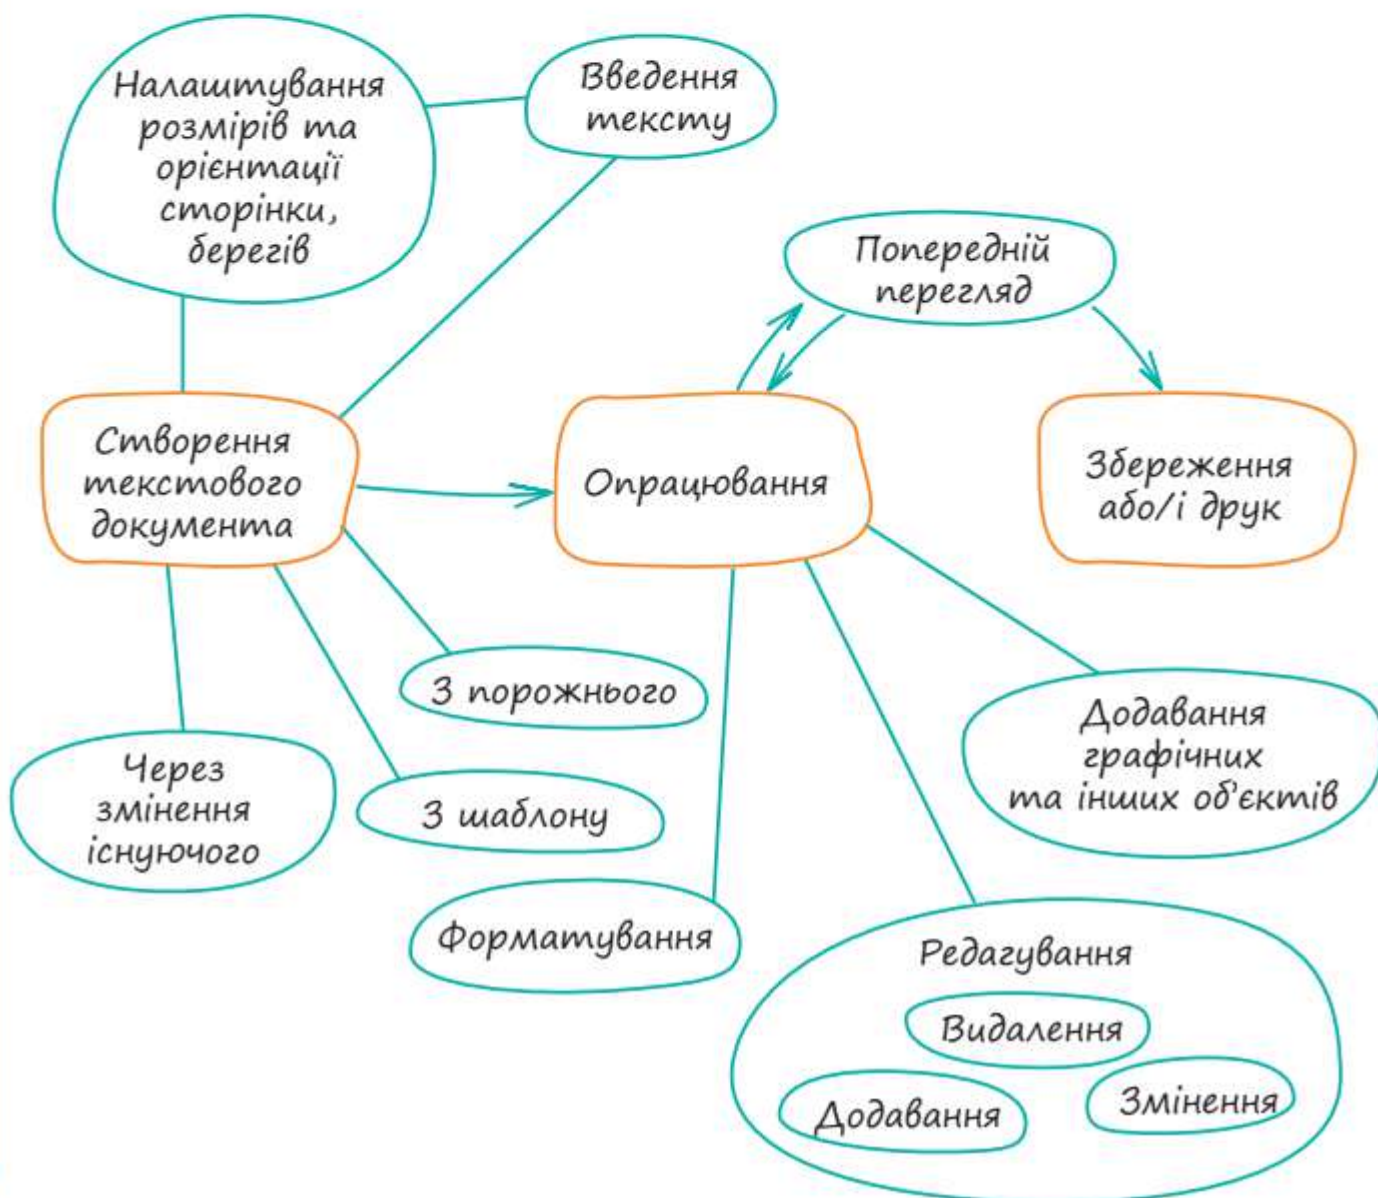 Налаштування
розмірів та
орієнтації
сторінки,
берегів
Введення
тексту
Попередній
перегляд
Створення
текстового
документа
Опрацювання
Збереження
або/і друк
З порожнього
Через
змінення
існуючого
З шаблону
Додавання
графічних
та інших об'єктів
Форматування
Редагування
Видалення
Додавання
Змінення